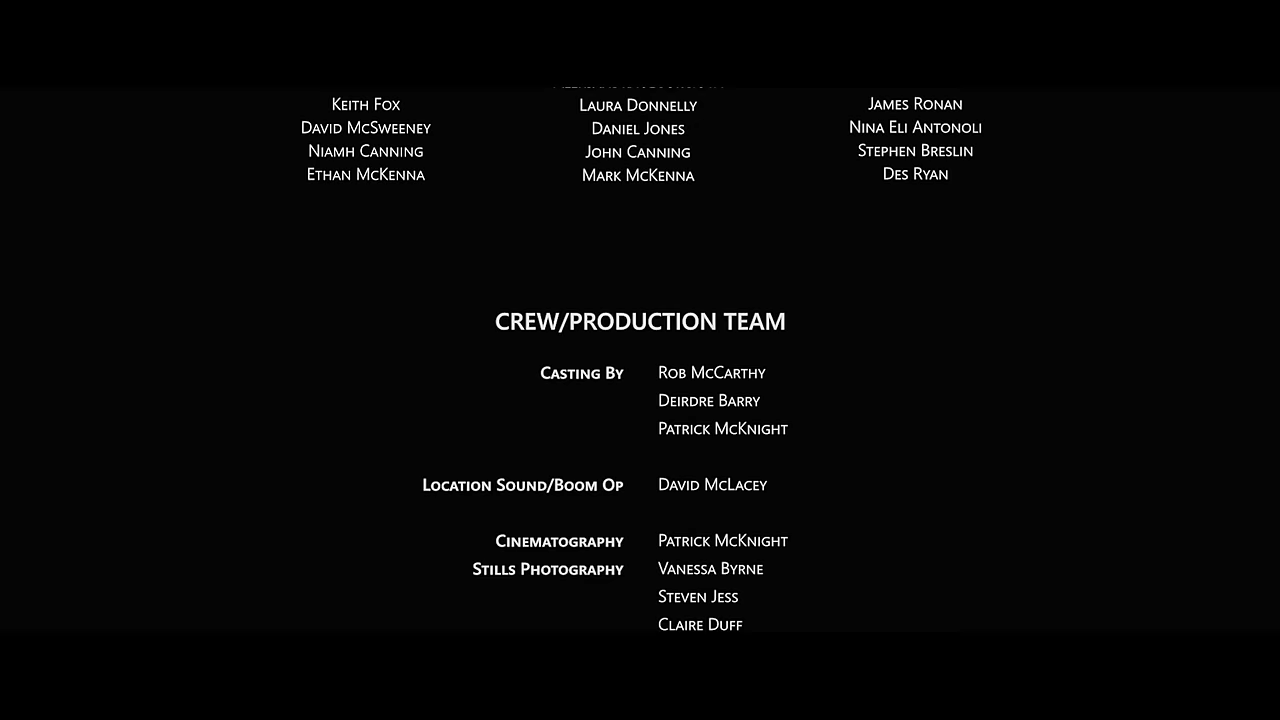 Keith Fox Laura Donnelly James Ronan
David McSweeney Daniel Jones Nina Eli Antonoli
Niamh Canning John Canning Stephen Breslin
Ethan McKenna Mark McKenna Des Ryan
CREW/PRODUCTION TEAM
Casting By Rob McCarthy
Deirdre Barry
Patrick McKnight
Location Sound/Boom Op David McLacey
Cinematography Patrick McKnight
Stills Photography Vanessa Byrne
Steven Jess
Claire Duff